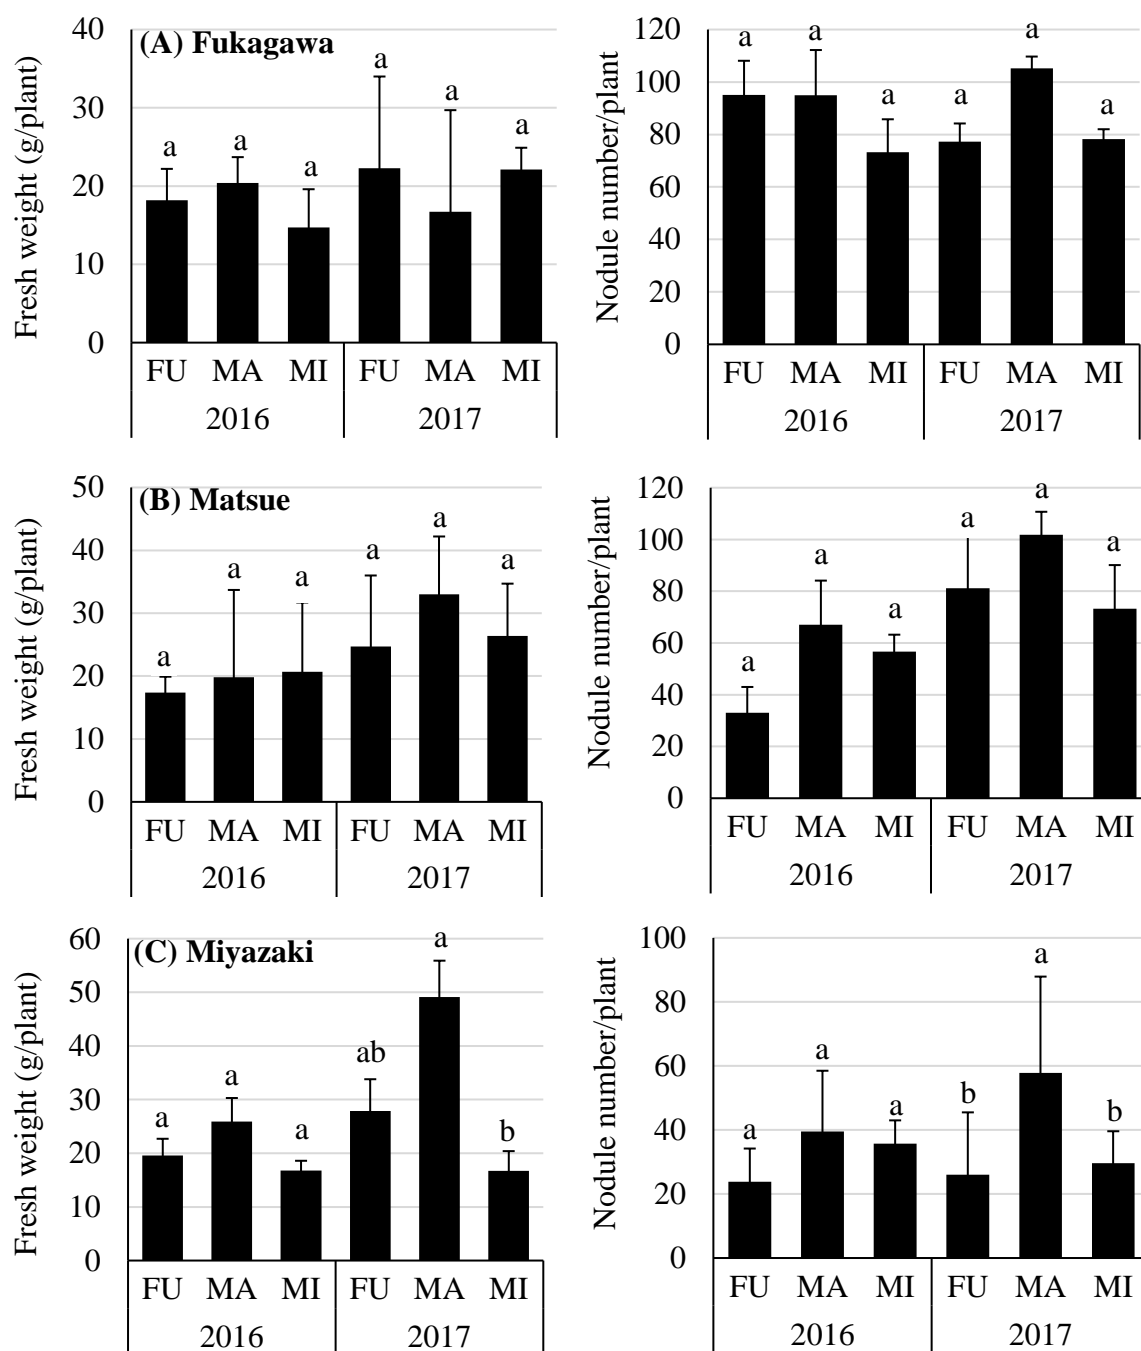 (A) Fukagawa
Fresh weight (g/plant)
40
30
20
10
0
a a a a a a
FU MA MI FU MA MI
2016 2017
Nodule number/plant
120
100
80
60
40
20
0
a a a a a a
FU MA MI FU MA MI
2016 2017
(B) Matsue
Fresh weight (g/plant)
50
40
30
20
10
0
a a a a a a
FU MA MI FU MA MI
2016 2017
Nodule number/plant
120
100
80
60
40
20
0
a a a a a a
FU MA MI FU MA MI
2016 2017
(C) Miyazaki
Fresh weight (g/plant)
60
50
40
30
20
10
0
a a a ab a b
FU MA MI FU MA MI
2016 2017
Nodule number/plant
100
80
60
40
20
0
a a a b a b
FU MA MI FU MA MI
2016 2017